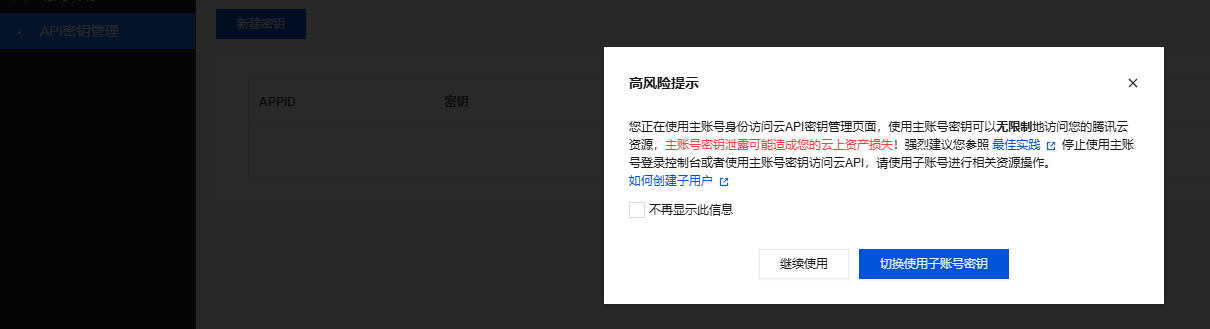 API密钥管理
新建密钥
APPID
密钥
高风险提示
您正在使用主账号身份访问云API密钥管理页面，使用主账号密钥可以无限制地访问您的腾讯云
资源，主账号密钥泄露可能造成您的云上资产损失！强烈建议您参照 最佳实践 停止使用主账
号登录控制台或者使用主账号密钥访问云API，请使用子账号进行相关资源操作。
如何创建子用户
不再显示此信息
继续使用
切换使用子账号密钥